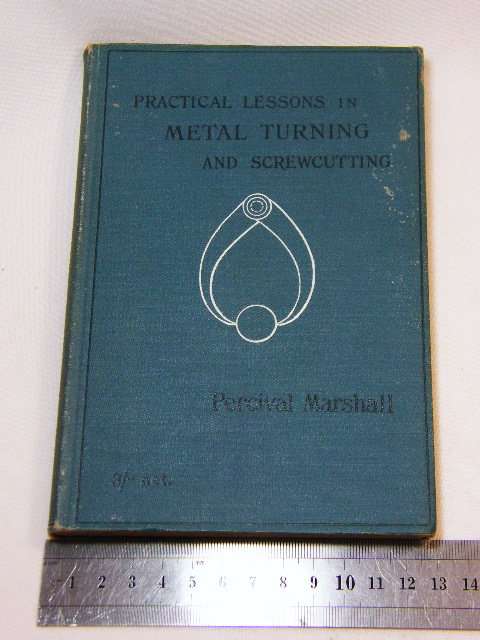 PRACTICAL LESSONS IN
METAL TURNING
AND SCREWCUTTING
Percival Marshall
3/- net.
1 2 3 4 5 6 7 8 9 10 11 12 13 14